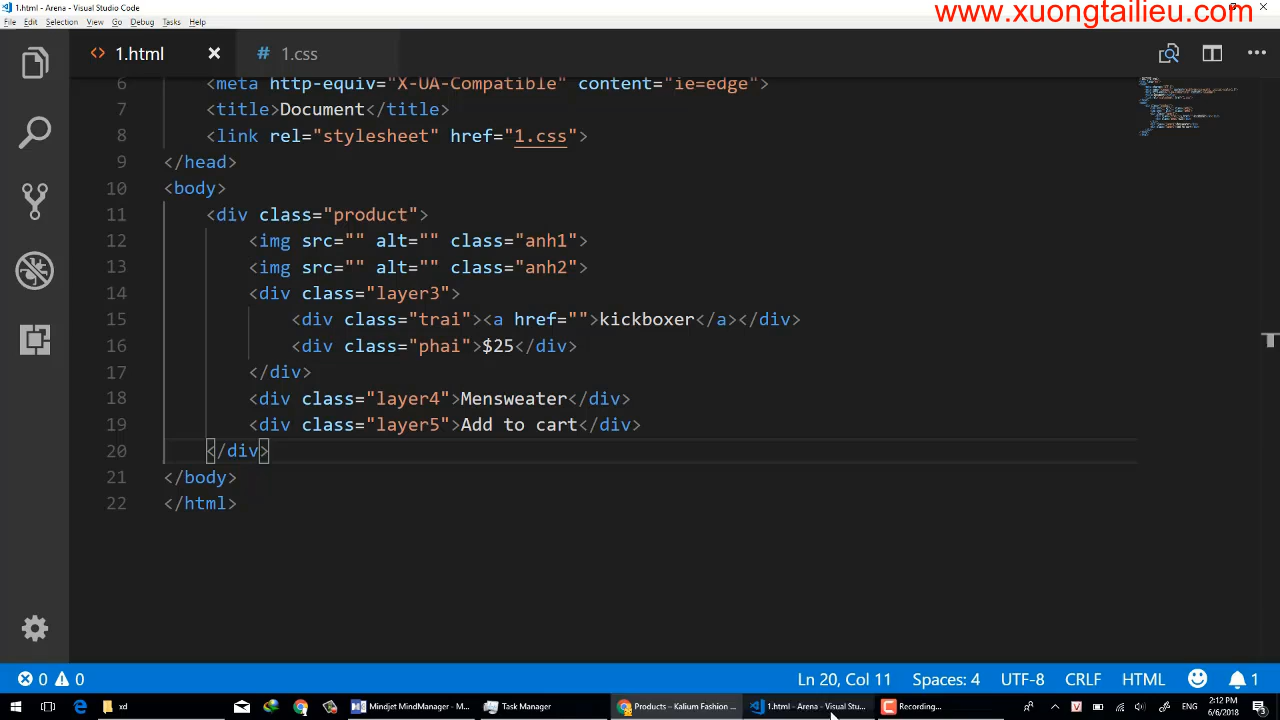 1.html - Arena - Visual Studio Code
www.xuongtailieu.com
File Edit Selection View Go Debug Tasks Help
<> 1.html × # 1.css
6 <meta http-equiv="X-UA-Compatible" content="ie=edge">
7 <title>Document</title>
8 <link rel="stylesheet" href="1.css">
9 </head>
10 <body>
11 <div class="product">
12 <img src="" alt="" class="anh1">
13 <img src="" alt="" class="anh2">
14 <div class="layer3">
15 <div class="trai"><a href="">kickboxer</a></div>
16 <div class="phai">$25</div>
17 </div>
18 <div class="layer4">Mensweater</div>
19 <div class="layer5">Add to cart</div>
20 </div>
21 </body>
22 </html>
0 0 Ln 20, Col 11 Spaces: 4 UTF-8 CRLF HTML 1
xd Mindjet MindManager - M... Task Manager Products – Kalium Fashion ... 1.html - Arena - Visual Stu... Recording... V 2:12 PM
6/6/2018